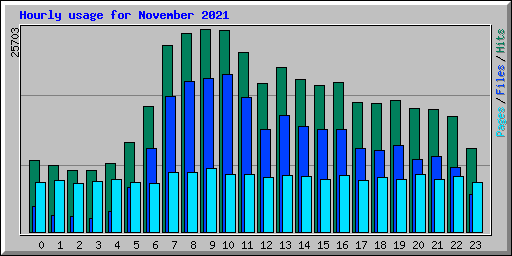 Hourly usage for November 2021
25703
Pages/Files/Hits
0 1 2 3 4 5 6 7 8 9 10 11 12 13 14 15 16 17 18 19 20 21 22 23